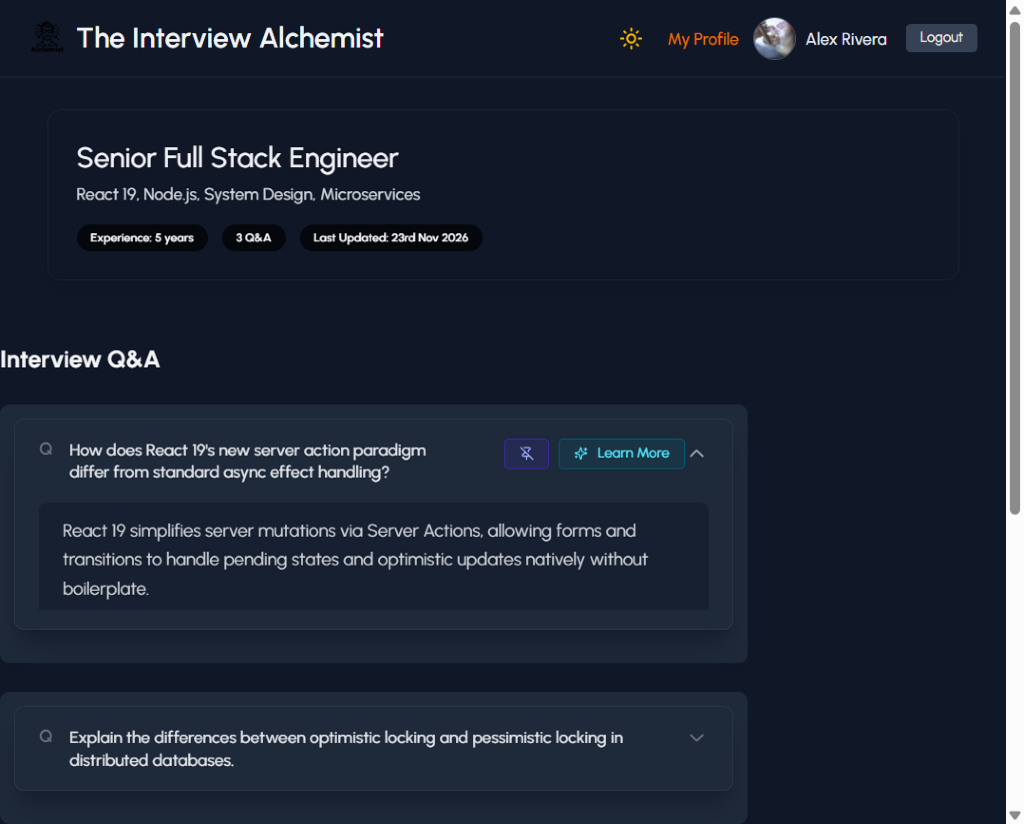 The Interview Alchemist
My Profile
Alex Rivera
Logout
Senior Full Stack Engineer
React 19, Node.js, System Design, Microservices
Experience: 5 years
3 Q&A
Last Updated: 23rd Nov 2026
Interview Q&A
Q
How does React 19's new server action paradigm
differ from standard async effect handling?
Learn More
React 19 simplifies server mutations via Server Actions, allowing forms and
transitions to handle pending states and optimistic updates natively without
boilerplate.
Q
Explain the differences between optimistic locking and pessimistic locking in
distributed databases.